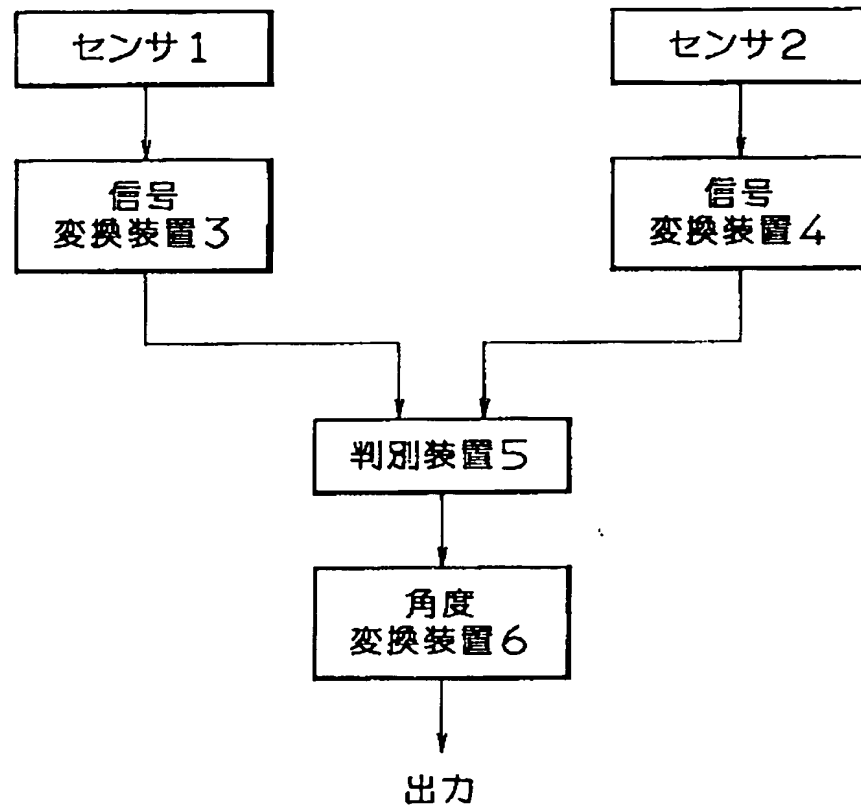 センサ1
センサ2
信号
変換装置3
信号
変換装置4
判別装置5
角度
変換装置6
出力